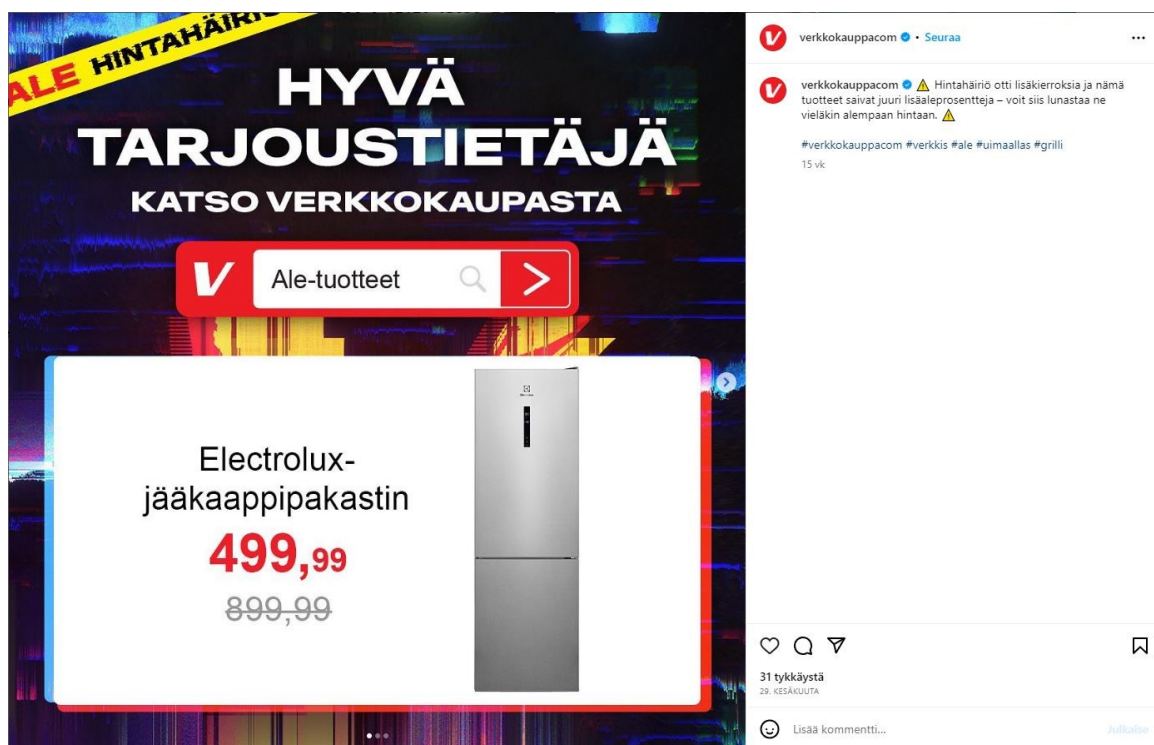 ALE HINTAHÄIRIÖ
HYVÄ
TARJOUSTIETÄJÄ
KATSO VERKKOKAUPASTA
V Ale-tuotteet
Electrolux-
jääkaappipakastin
499,99
899,99
verkkokauppacom • Seuraa
verkkokauppacom ⚠ Hintahäiriö otti lisäkierroksia ja nämä
tuotteet saivat juuri lisäaleprosentteja – voit siis lunastaa ne
vieläkin alempaan hintaan. ⚠
#verkkokauppacom #verkkis #ale #uimaallas #grilli
15 vk
31 tykkäystä
29. KESÄKUUTA
Lisää kommentti...
Julkaise